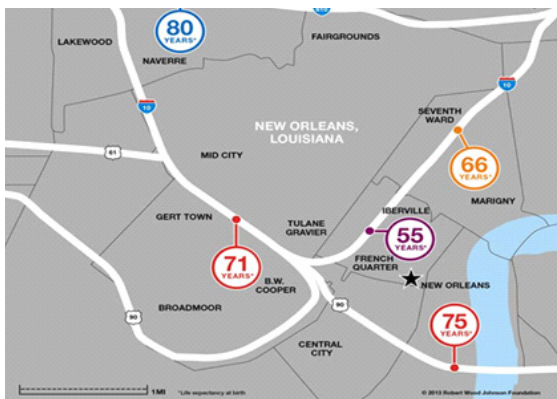 80
YEARS*
LAKEWOOD
NAVERRE
FAIRGROUNDS
10
10
SEVENTH
WARD
NEW ORLEANS,
LOUISIANA
61
MID CITY
66
YEARS*
MARIGNY
IBERVILLE
GERT TOWN
TULANE
GRAVIER
55
YEARS*
71
YEARS*
FRENCH
QUARTER
B.W.
COOPER
NEW ORLEANS
BROADMOOR
90
90
75
YEARS*
CENTRAL
CITY
1MI
*Life expectancy at birth
© 2013 Robert Wood Johnson Foundation